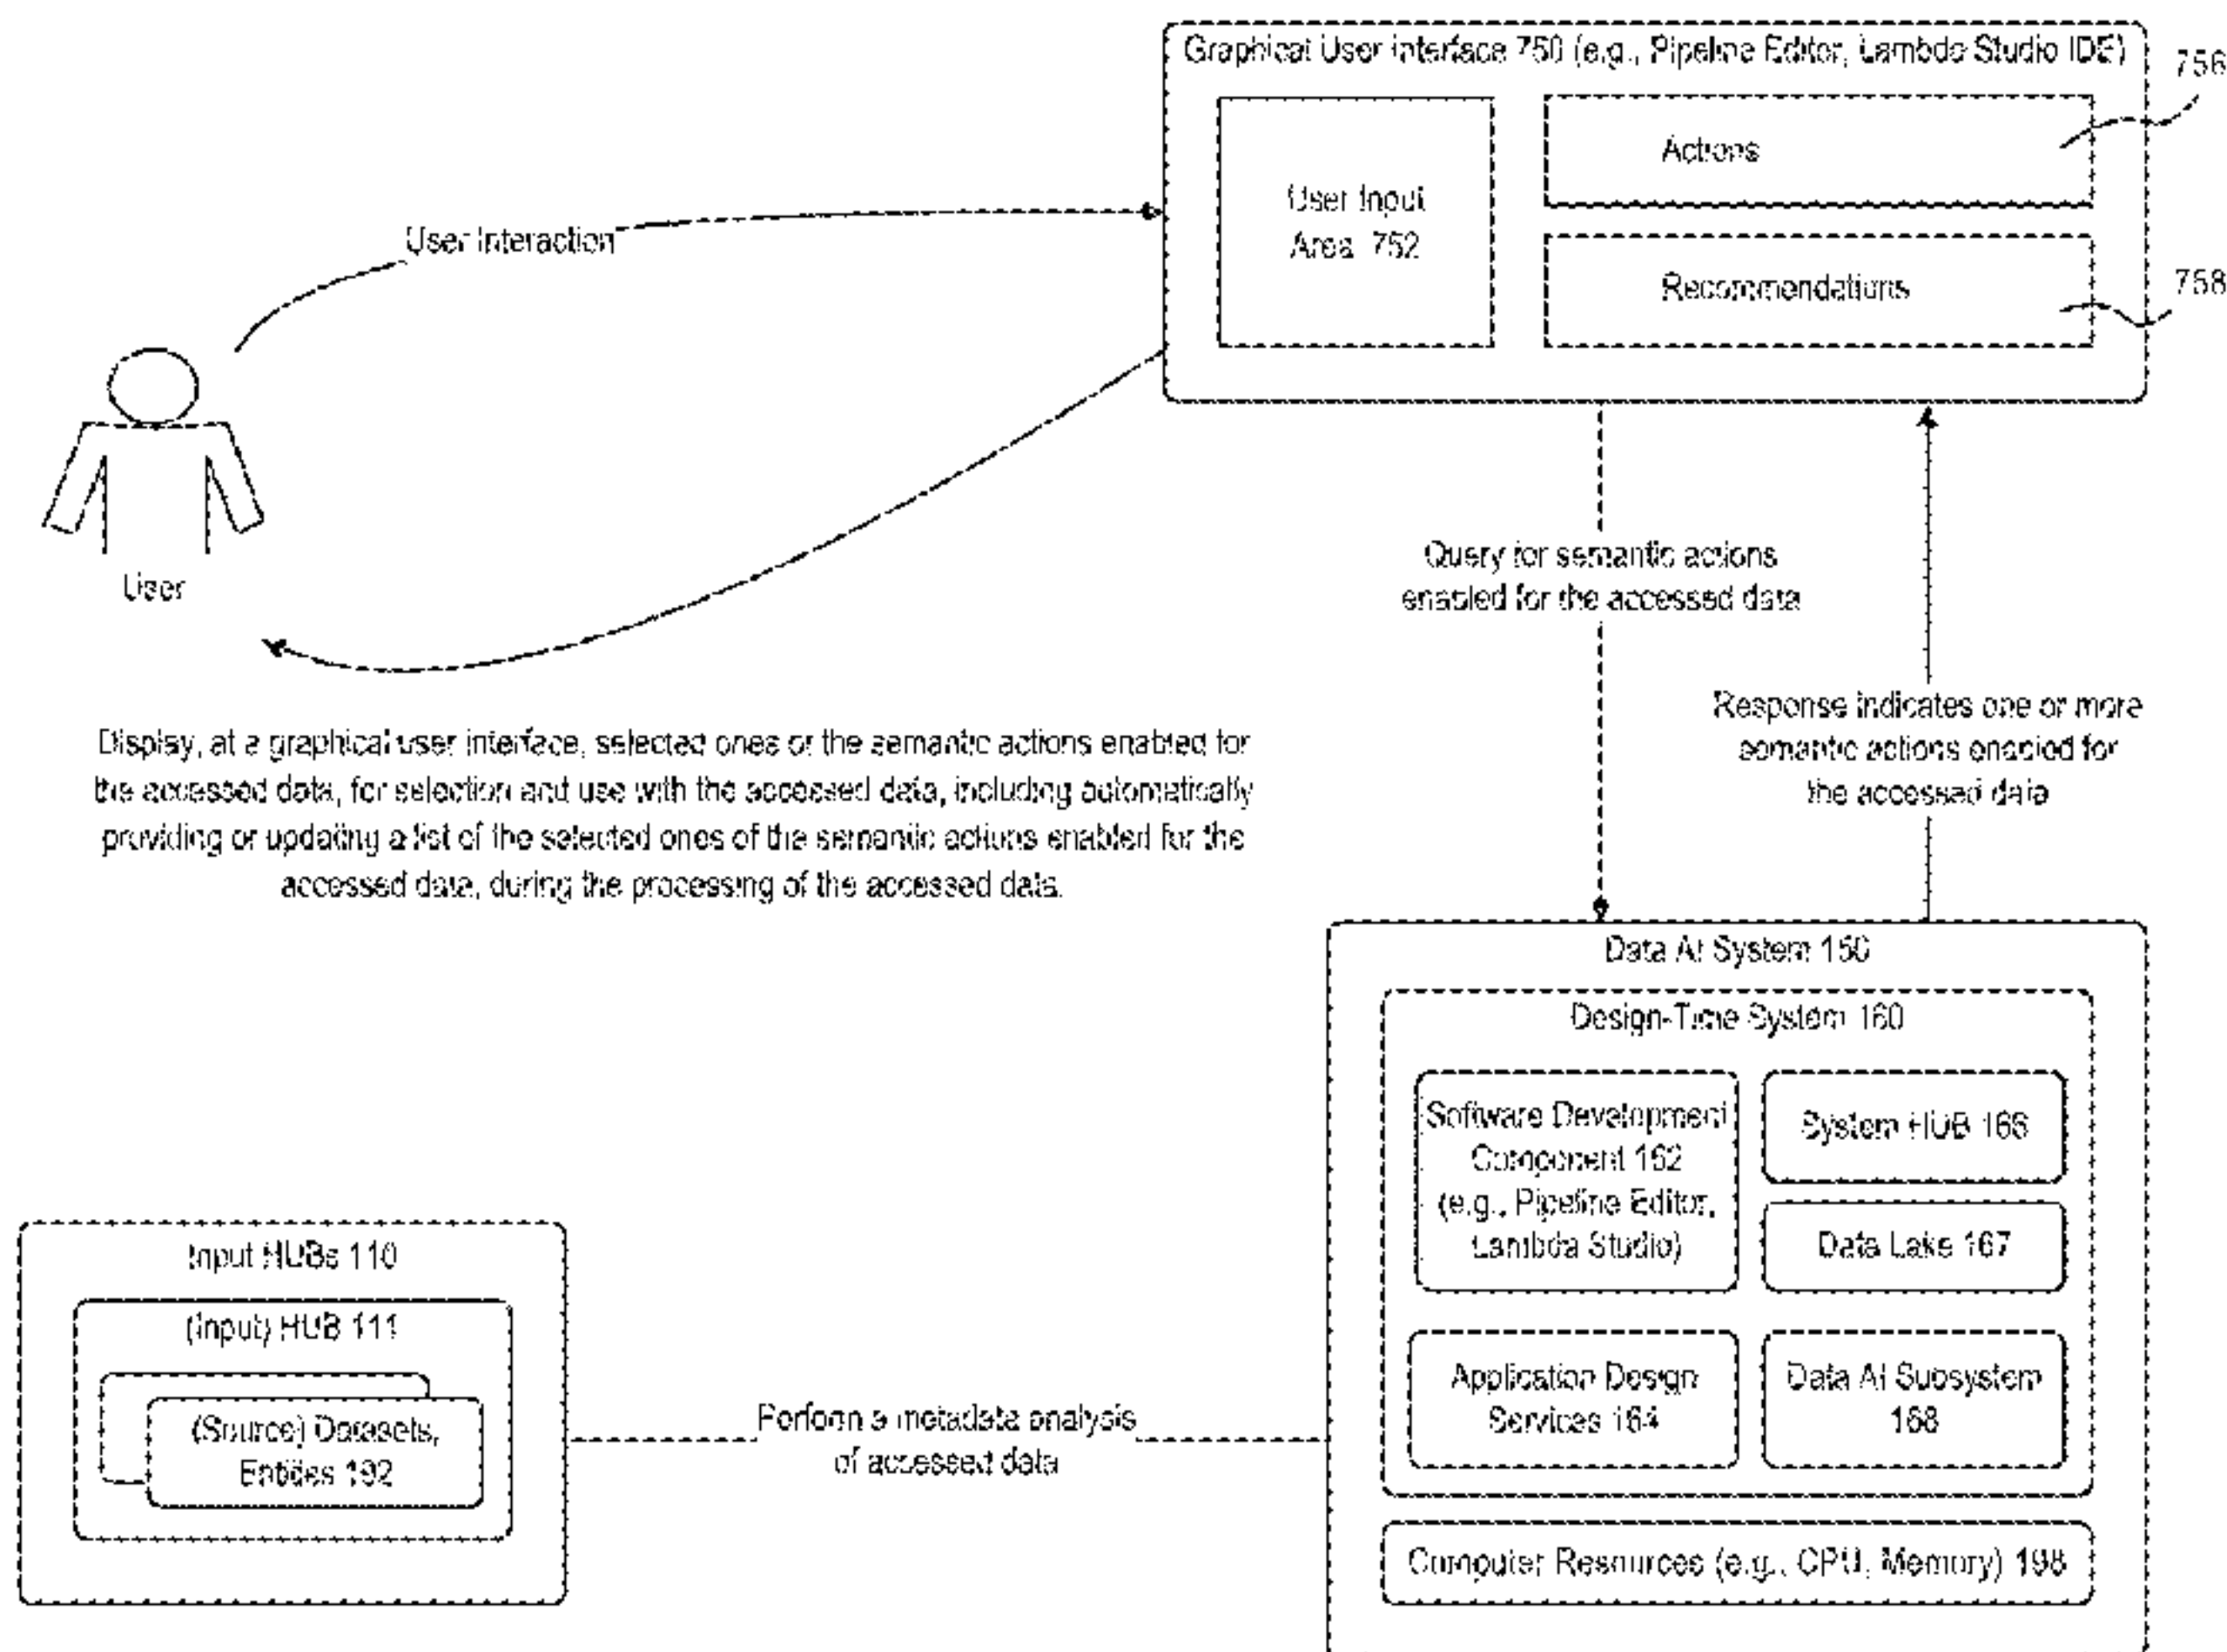 Graphical User Interface 750 (e.g., Pipeline Editor, Lambda Studio IDE)
756
Actions
User Input
Area 752
Recommendations
758
User Interaction
User
Query for semantic actions
enabled for the accessed data
Response indicates one or more
semantic actions enabled for
the accessed data
Display, at a graphical user interface, selected ones of the semantic actions enabled for
the accessed data, for selection and use with the accessed data, including automatically
providing or updating a list of the selected ones of the semantic actions enabled for the
accessed data, during the processing of the accessed data.
Data AI System 150
Design-Time System 160
Software Development
Component 162
(e.g., Pipeline Editor,
Lambda Studio)
System HUB 166
Data Lake 167
Application Design
Services 164
Data AI Subsystem
168
Computer Resources (e.g., CPU, Memory) 198
Input HUBs 110
(Input) HUB 111
(Source) Datasets,
Entities 192
Perform a metadata analysis
of accessed data